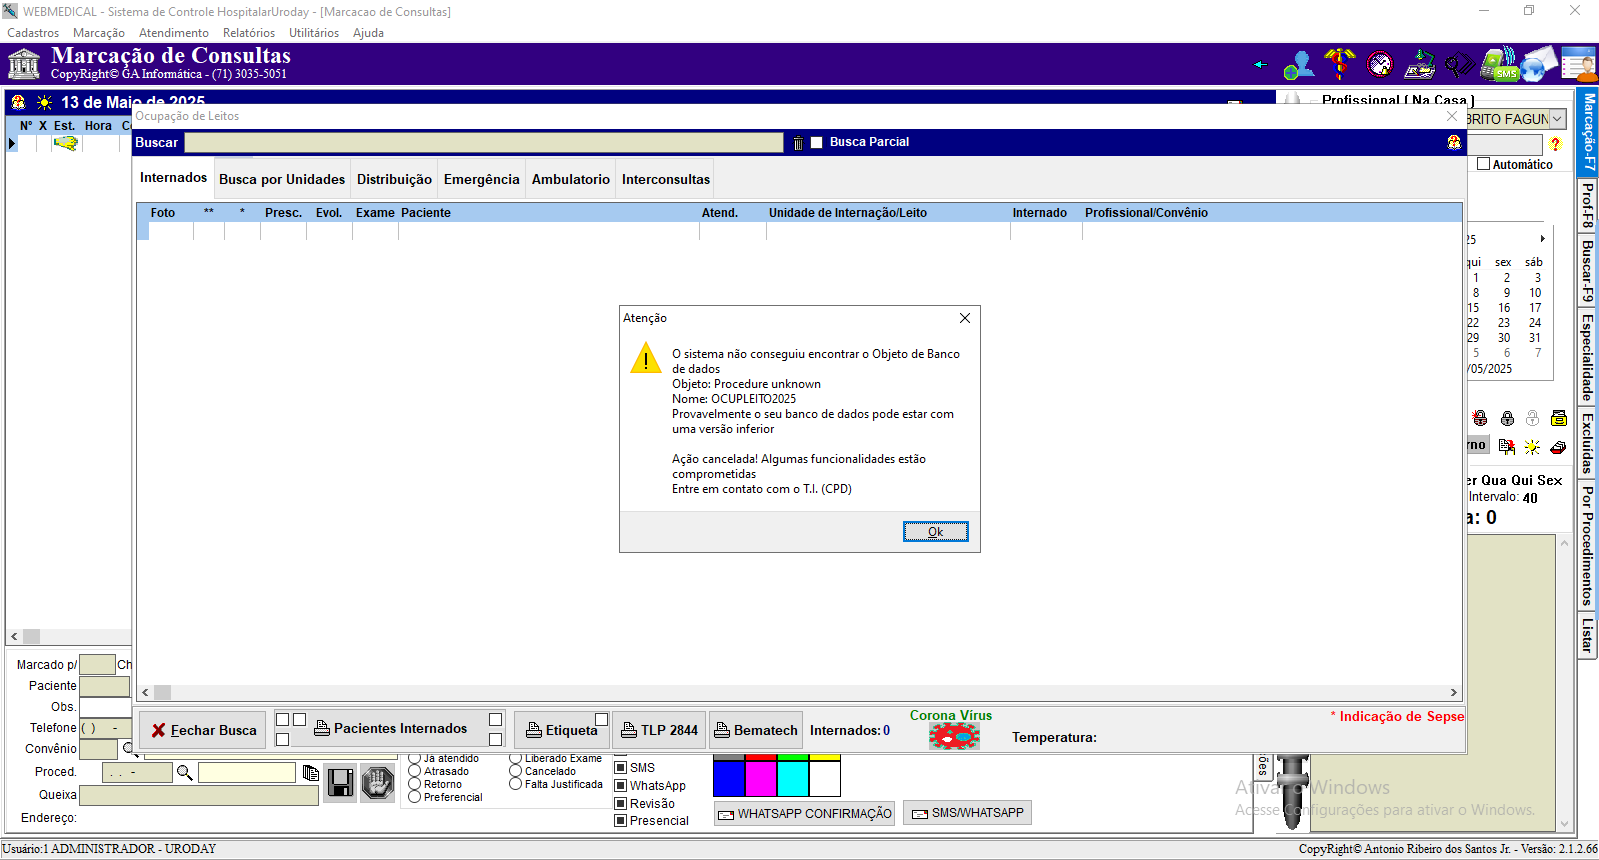 WEBMEDICAL - Sistema de Controle HospitalarUroday - [Marcacao de Consultas]
Cadastros Marcação Atendimento Relatórios Utilitários Ajuda
Marcação de Consultas
CopyRight© GA Informática - (71) 3035-5051
SMS
13 de Maio de 2025
Profissional ( Na Casa )
Nº X Est. Hora
BRITO FAGUN
Automático
Ocupação de Leitos
Buscar
Busca Parcial
Internados Busca por Unidades Distribuição Emergência Ambulatorio Interconsultas
Foto ** * Presc. Evol. Exame Paciente Atend. Unidade de Internação/Leito Internado Profissional/Convênio
Marcação-F7
Prof-F8
Buscar-F9
Especialidade
Excluídas
Por Procedimentos
Listar
25
qui sex sáb
1 2 3
8 9 10
15 16 17
22 23 24
29 30 31
5 6 7
/05/2025
Atenção
O sistema não conseguiu encontrar o Objeto de Banco
de dados
Objeto: Procedure unknown
Nome: OCUPLEITO2025
Provavelmente o seu banco de dados pode estar com
uma versão inferior
Ação cancelada! Algumas funcionalidades estão
comprometidas
Entre em contato com o T.I. (CPD)
Ok
rno
er Qua Qui Sex
Intervalo: 40
a: 0
Marcado p/ Ch
Paciente
Obs.
Telefone ( ) -
Convênio
Proced. . . -
Queixa
Endereço:
Fechar Busca
Pacientes Internados
Etiqueta
TLP 2844
Bematech
Internados: 0
Corona Vírus
Temperatura:
* Indicação de Sepse
Já atendido
Atrasado
Retorno
Preferencial
Liberado Exame
Cancelado
Falta Justificada
SMS
WhatsApp
Revisão
Presencial
WHATSAPP CONFIRMAÇÃO
SMS/WHATSAPP
ões
Ativar o Windows
Acesse Configurações para ativar o Windows.
Usuário:1 ADMINISTRADOR - URODAY
CopyRight© Antonio Ribeiro dos Santos Jr. - Versão: 2.1.2.66